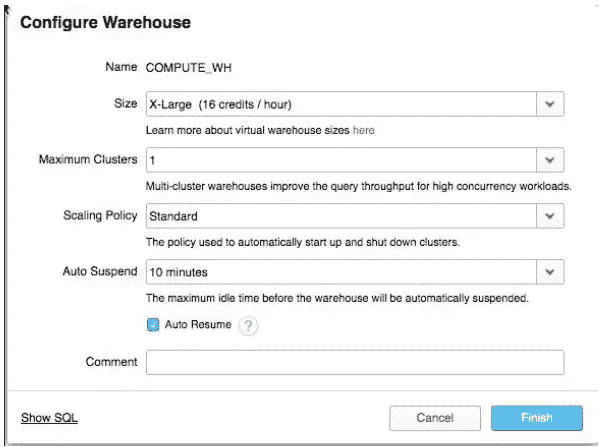 Configure Warehouse
Name COMPUTE_WH
Size X-Large (16 credits / hour)
Learn more about virtual warehouse sizes here
Maximum Clusters 1
Multi-cluster warehouses improve the query throughput for high concurrency workloads.
Scaling Policy Standard
The policy used to automatically start up and shut down clusters.
Auto Suspend 10 minutes
The maximum idle time before the warehouse will be automatically suspended.
Auto Resume ?
Comment
Show SQL Cancel Finish